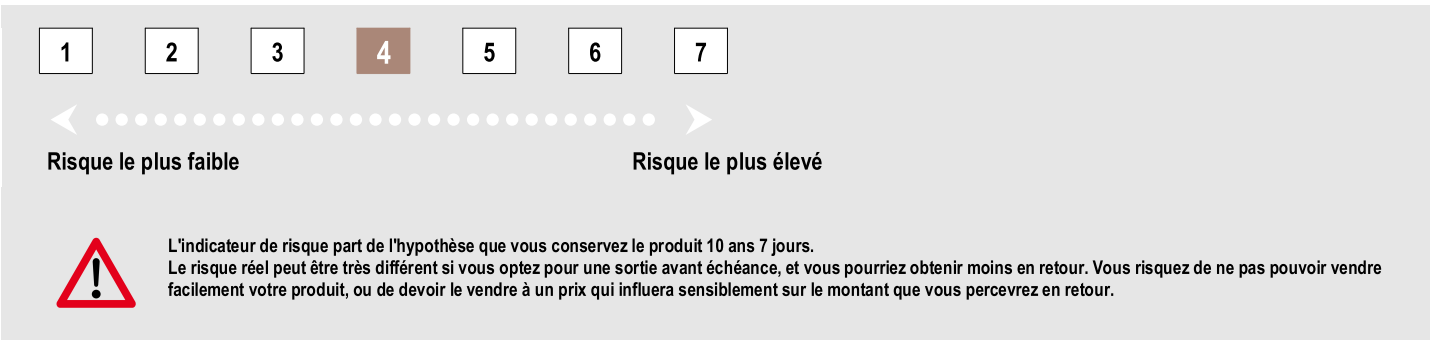 1 2 3 4 5 6 7
Risque le plus faible Risque le plus élevé
L'indicateur de risque part de l'hypothèse que vous conservez le produit 10 ans 7 jours.
Le risque réel peut être très différent si vous optez pour une sortie avant échéance, et vous pourriez obtenir moins en retour. Vous risquez de ne pas pouvoir vendre
facilement votre produit, ou de devoir le vendre à un prix qui influera sensiblement sur le montant que vous percevrez en retour.